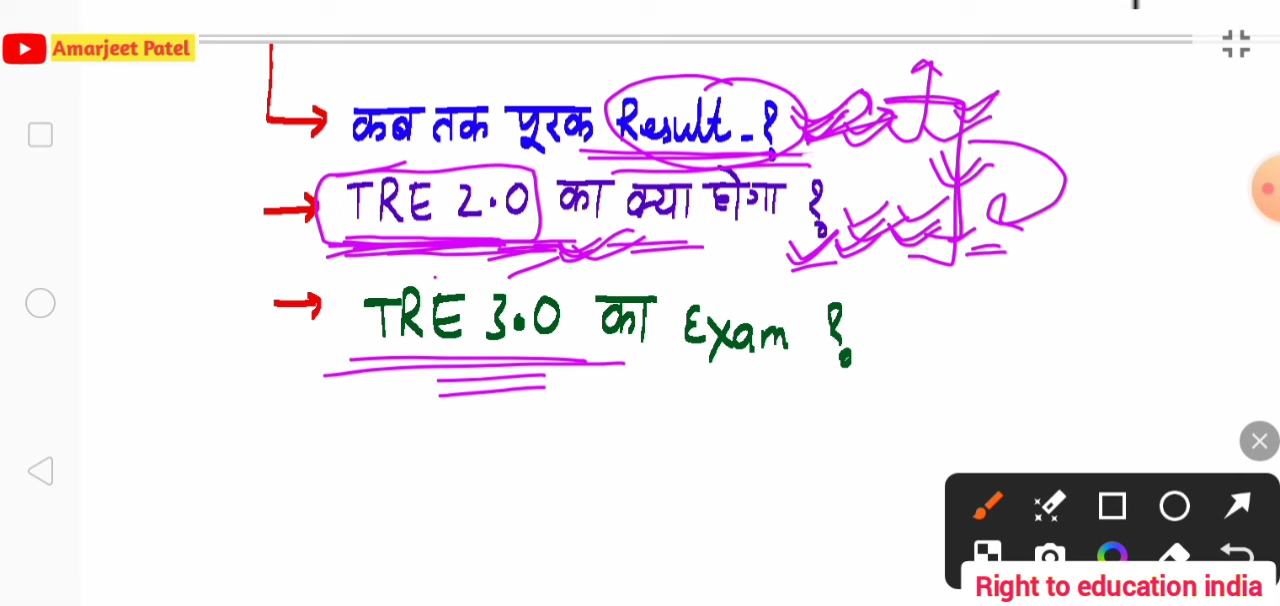 Amarjeet Patel
कब तक पूरक Result - ?
TRE 2.0 का क्या होगा ?
TRE 3.0 का Exam ?
Right to education india